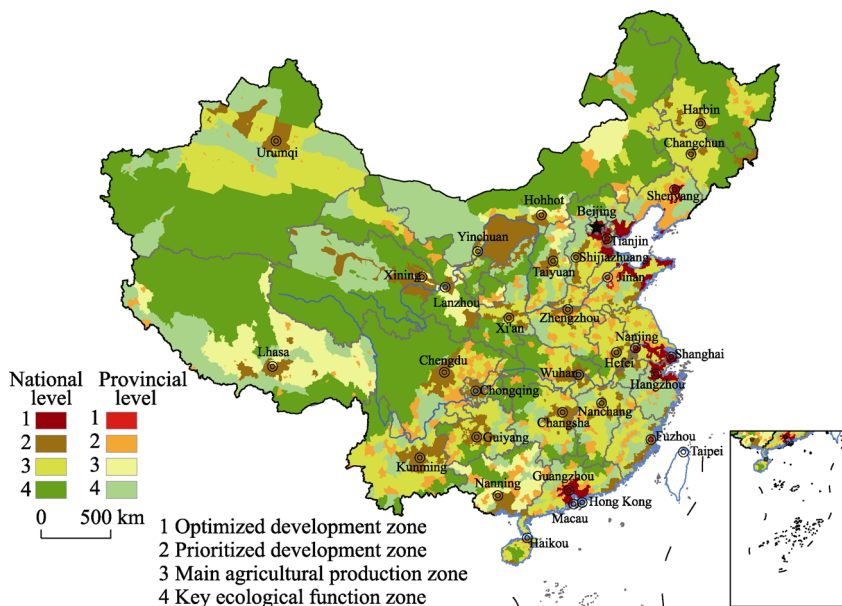 Harbin
Changchun
Urumqi
Shenyang
Hohhot
Beijing
Tianjin
Yinchuan
Shijiazhuang
Taiyuan
Xining
Jinan
Lanzhou
Zhengzhou
Xi'an
Nanjing
Lhasa
Shanghai
Hefei
Chengdu
Wuhan
Hangzhou
Chongqing
Nanchang
Changsha
Guiyang
Fuzhou
Taipei
Kunming
Guangzhou
Nanning
Hong Kong
Macau
Haikou
National level Provincial level
1 1
2 2
3 3
4 4
0 500 km
1 Optimized development zone
2 Prioritized development zone
3 Main agricultural production zone
4 Key ecological function zone